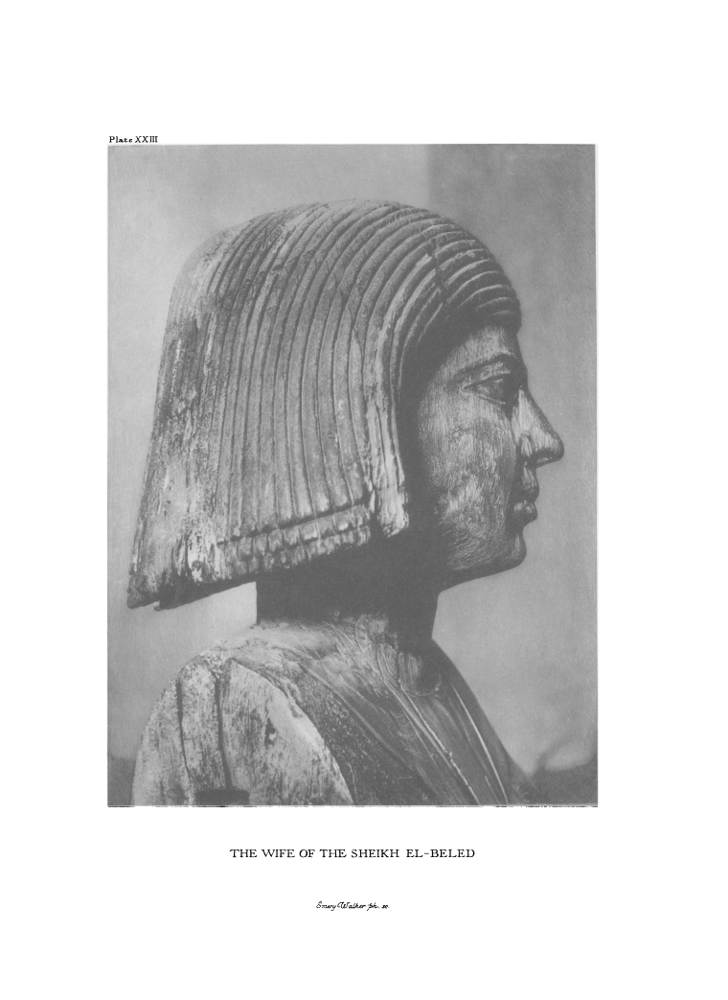 Plate XXIII
THE WIFE OF THE SHEIKH EL-BELED
Emery Walker ph. sc.